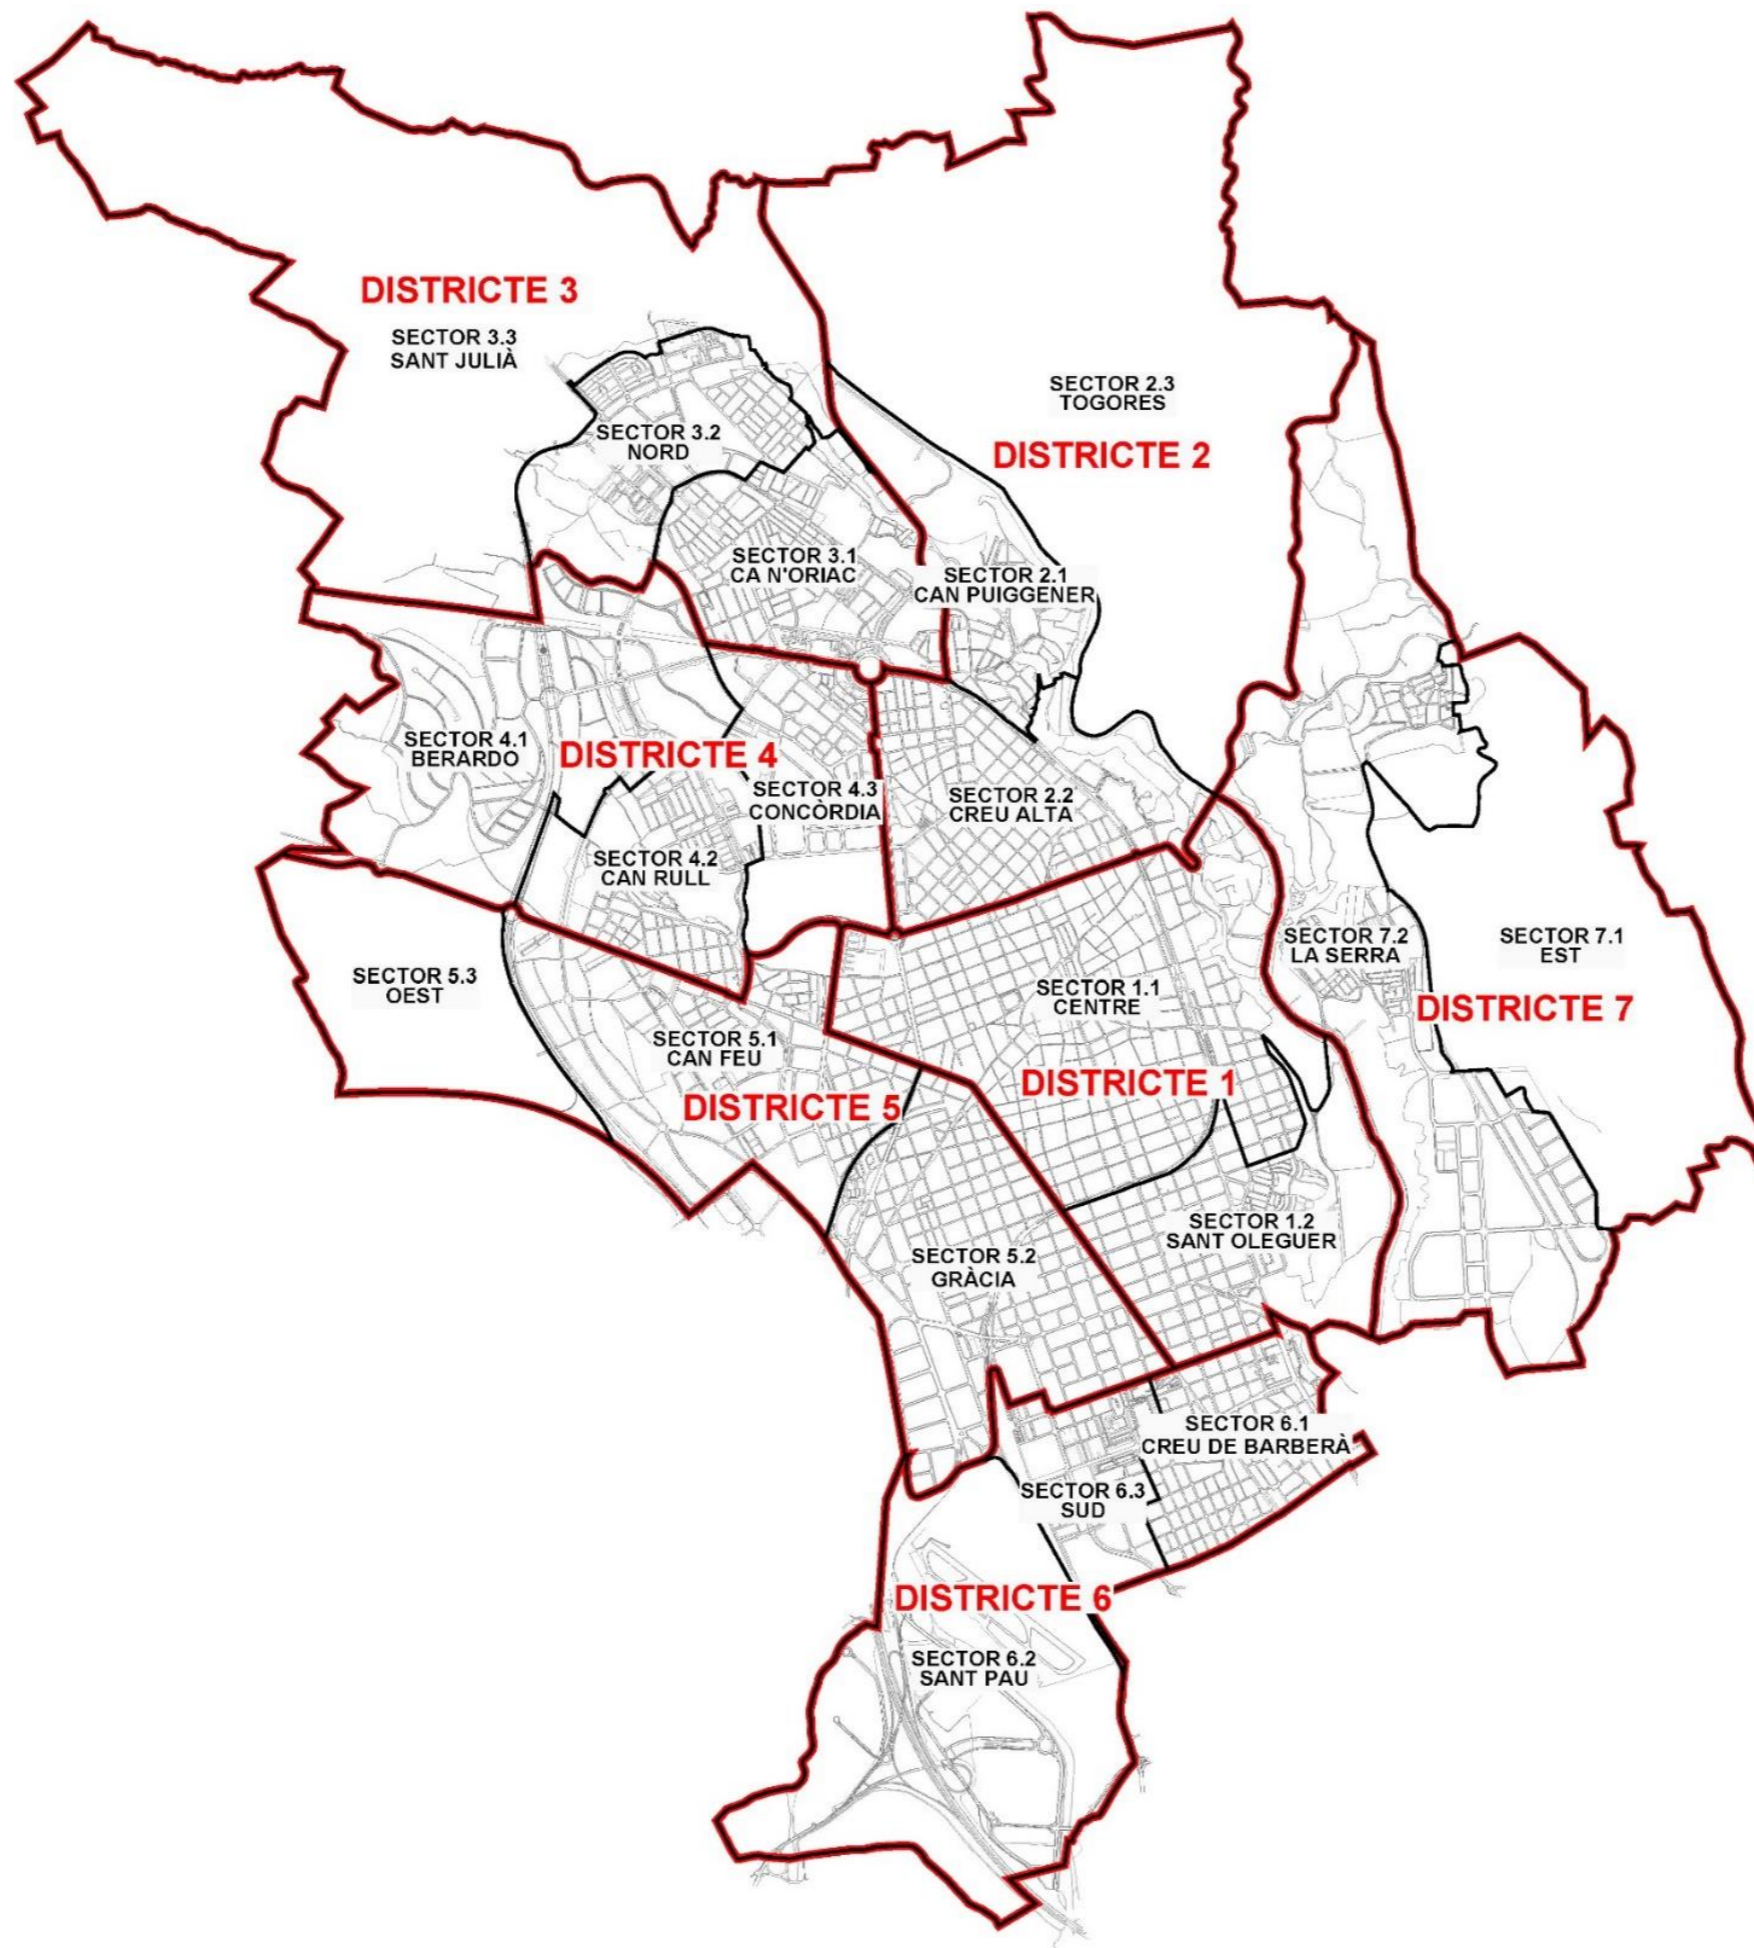 DISTRICTE 3
SECTOR 3.3
SANT JULIÀ
SECTOR 2.3
TOGORES
SECTOR 3.2
NORD
DISTRICTE 2
SECTOR 3.1
CA N'ORIAC
SECTOR 2.1
CAN PUIGGENER
SECTOR 4.1
BERARDO
DISTRICTE 4
SECTOR 4.3
CONCÒRDIA
SECTOR 2.2
CREU ALTA
SECTOR 4.2
CAN RULL
SECTOR 5.3
OEST
SECTOR 7.2
LA SERRA
SECTOR 7.1
EST
SECTOR 1.1
CENTRE
DISTRICTE 7
SECTOR 5.1
CAN FEU
DISTRICTE 1
DISTRICTE 5
SECTOR 1.2
SANT OLEGUER
SECTOR 5.2
GRÀCIA
SECTOR 6.1
CREU DE BARBERÀ
SECTOR 6.3
SUD
DISTRICTE 6
SECTOR 6.2
SANT PAU